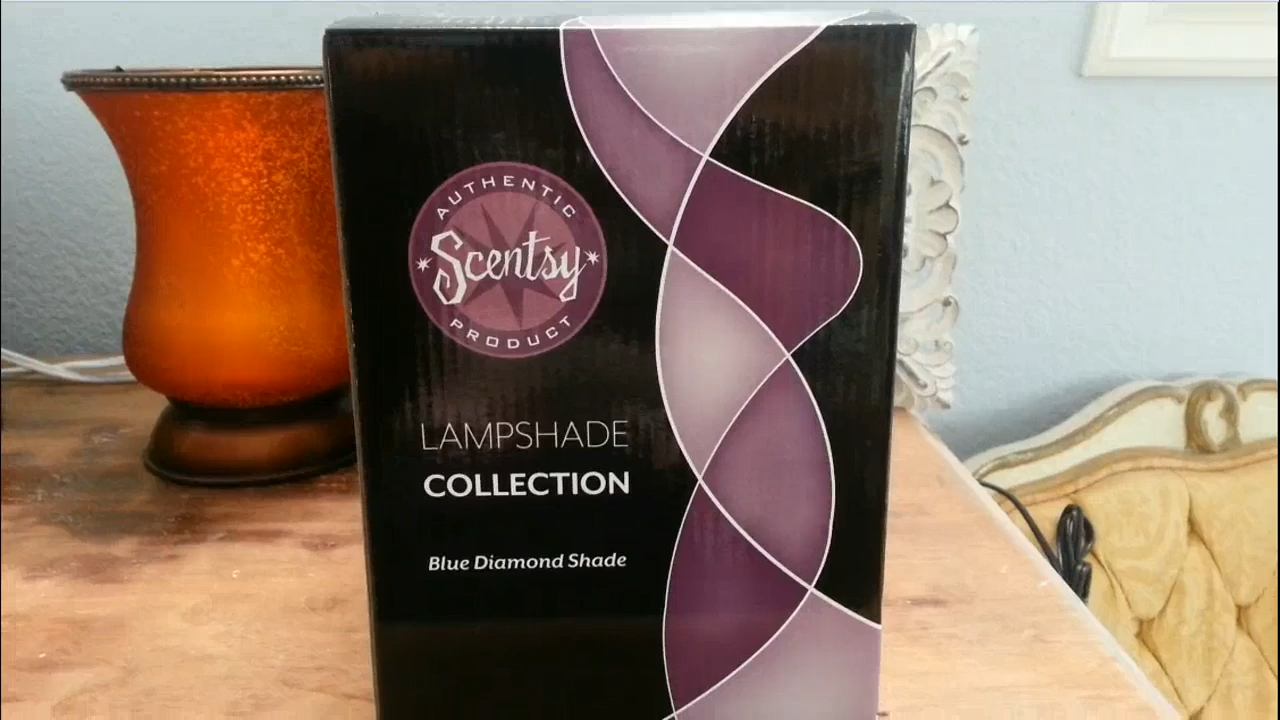 AUTHENTIC
Scentsy
PRODUCT
LAMPSHADE
COLLECTION
Blue Diamond Shade